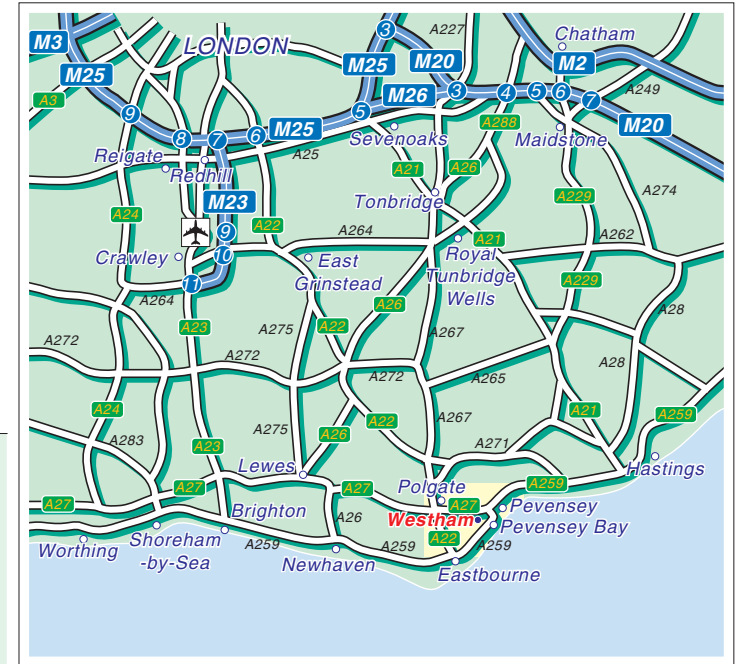 M3
M25
A3
LONDON
3
A227
Chatham
M25
M20
M2
M26
3
4
5
6
7
A249
M20
5
9
8
7
6
M25
A25
Sevenoaks
A288
Maidstone
Reigate
Redhill
A21
A26
A229
A274
Tonbridge
M23
A24
A22
A264
A21
A262
9
10
Crawley
East
Grinstead
Royal
Tunbridge
Wells
A229
11
A264
A26
A28
A23
A275
A22
A267
A272
A272
A272
A265
A28
A24
A22
A267
A21
A259
A283
A23
A275
A26
A271
Lewes
Hastings
A27
A27
A27
Polgate
A259
A27
Pevensey
Brighton
A26
Westham
Pevensey Bay
Worthing
Shoreham
-by-Sea
A259
A259
A22
A259
Newhaven
Eastbourne